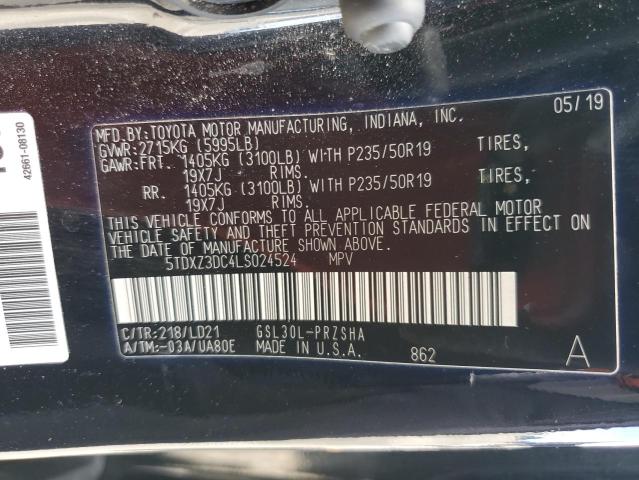 42661-08130
MFD.BY:TOYOTA MOTOR MANUFACTURING, INDIANA, INC. 05/19
GVWR:2715KG (5995LB)
GAWR:FRT. 1405KG (3100LB) WITH P235/50R19 TIRES,
19X7J RIMS.
RR. 1405KG (3100LB) WITH P235/50R19 TIRES,
19X7J RIMS.
THIS VEHICLE CONFORMS TO ALL APPLICABLE FEDERAL MOTOR
VEHICLE SAFETY AND THEFT PREVENTION STANDARDS IN EFFECT ON
THE DATE OF MANUFACTURE SHOWN ABOVE.
5TDXZ3DC4LS024524 MPV
C/TR:218/LD21 GSL30L-PRZSHA
A/TM:-03A/UA80E MADE IN U.S.A. 862 A